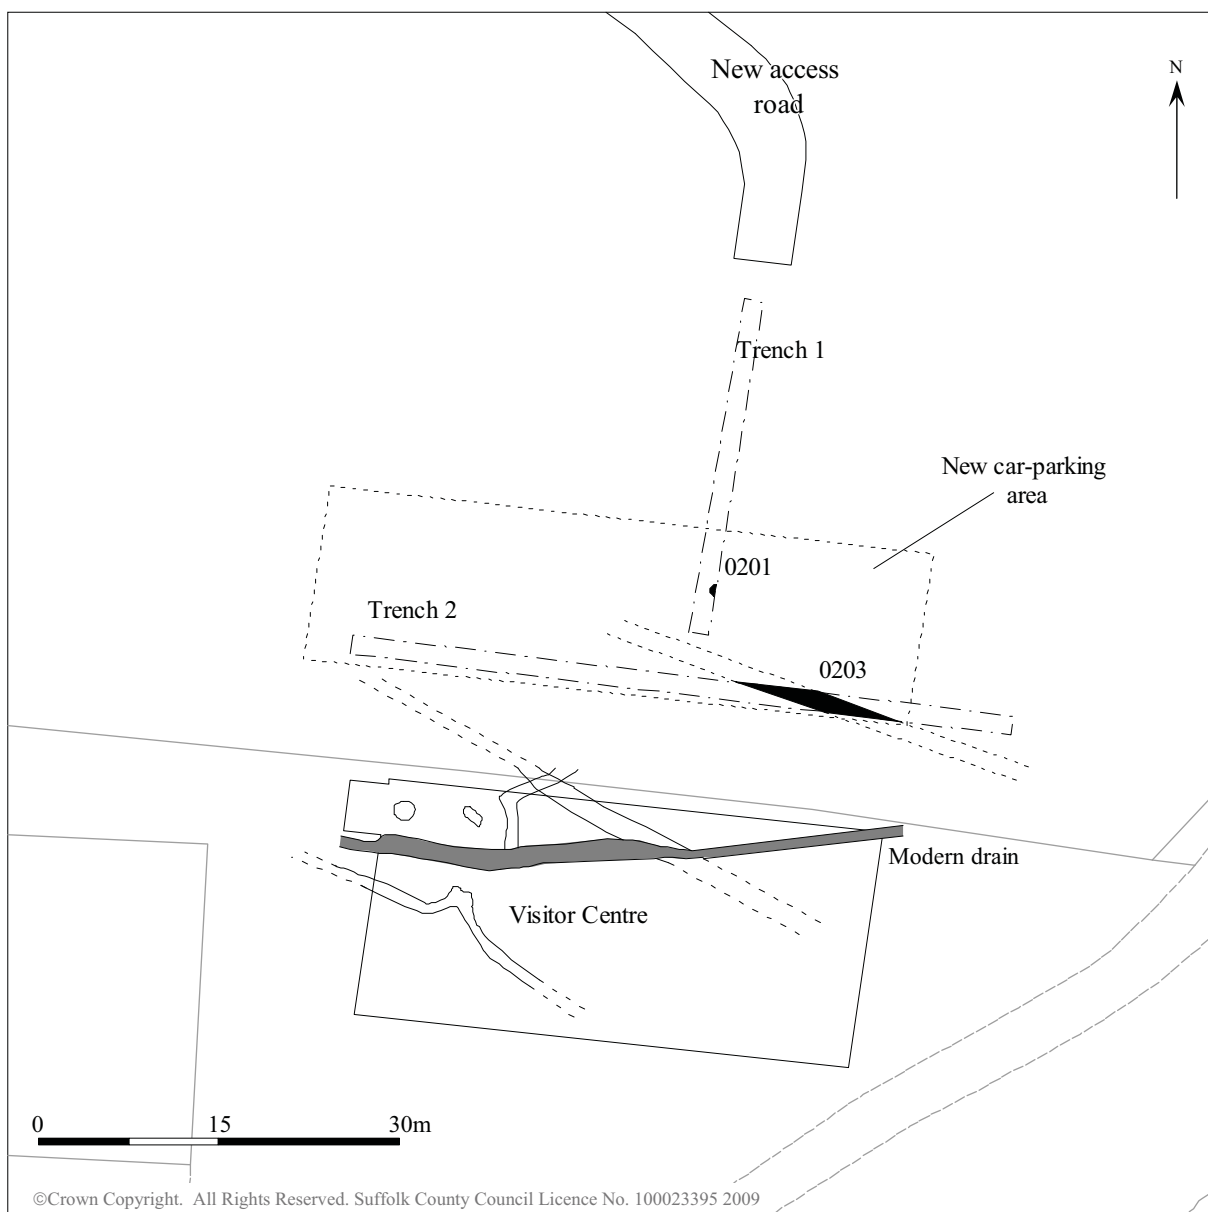 New access
road
N
Trench 1
New car-parking
area
0201
Trench 2
0203
Modern drain
Visitor Centre
0 15 30m
©Crown Copyright. All Rights Reserved. Suffolk County Council Licence No. 100023395 2009